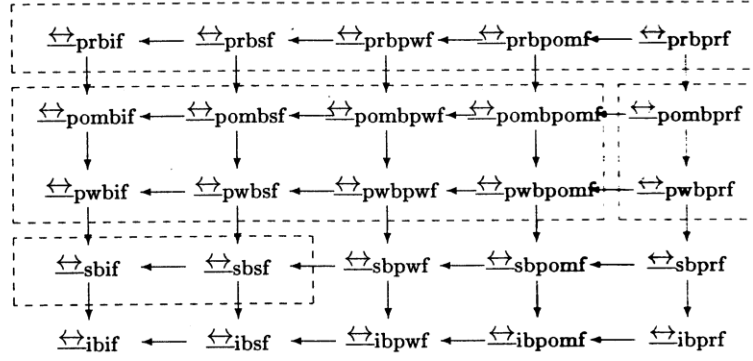 ↔prbif ← ↔prbsf ← ↔prbpwf ← ↔prbpomf ← ↔prbprf
↔pombif ← ↔pombsf ← ↔pombpwf ← ↔pombpomf ← ↔pombprf
↔pwbif ← ↔pwbsf ← ↔pwbpwf ← ↔pwbpomf ← ↔pwbprf
↔sbif ← ↔sbsf ← ↔sbpwf ← ↔sbpomf ← ↔sbprf
↔ibif ← ↔ibsf ← ↔ibpwf ← ↔ibpomf ← ↔ibprf